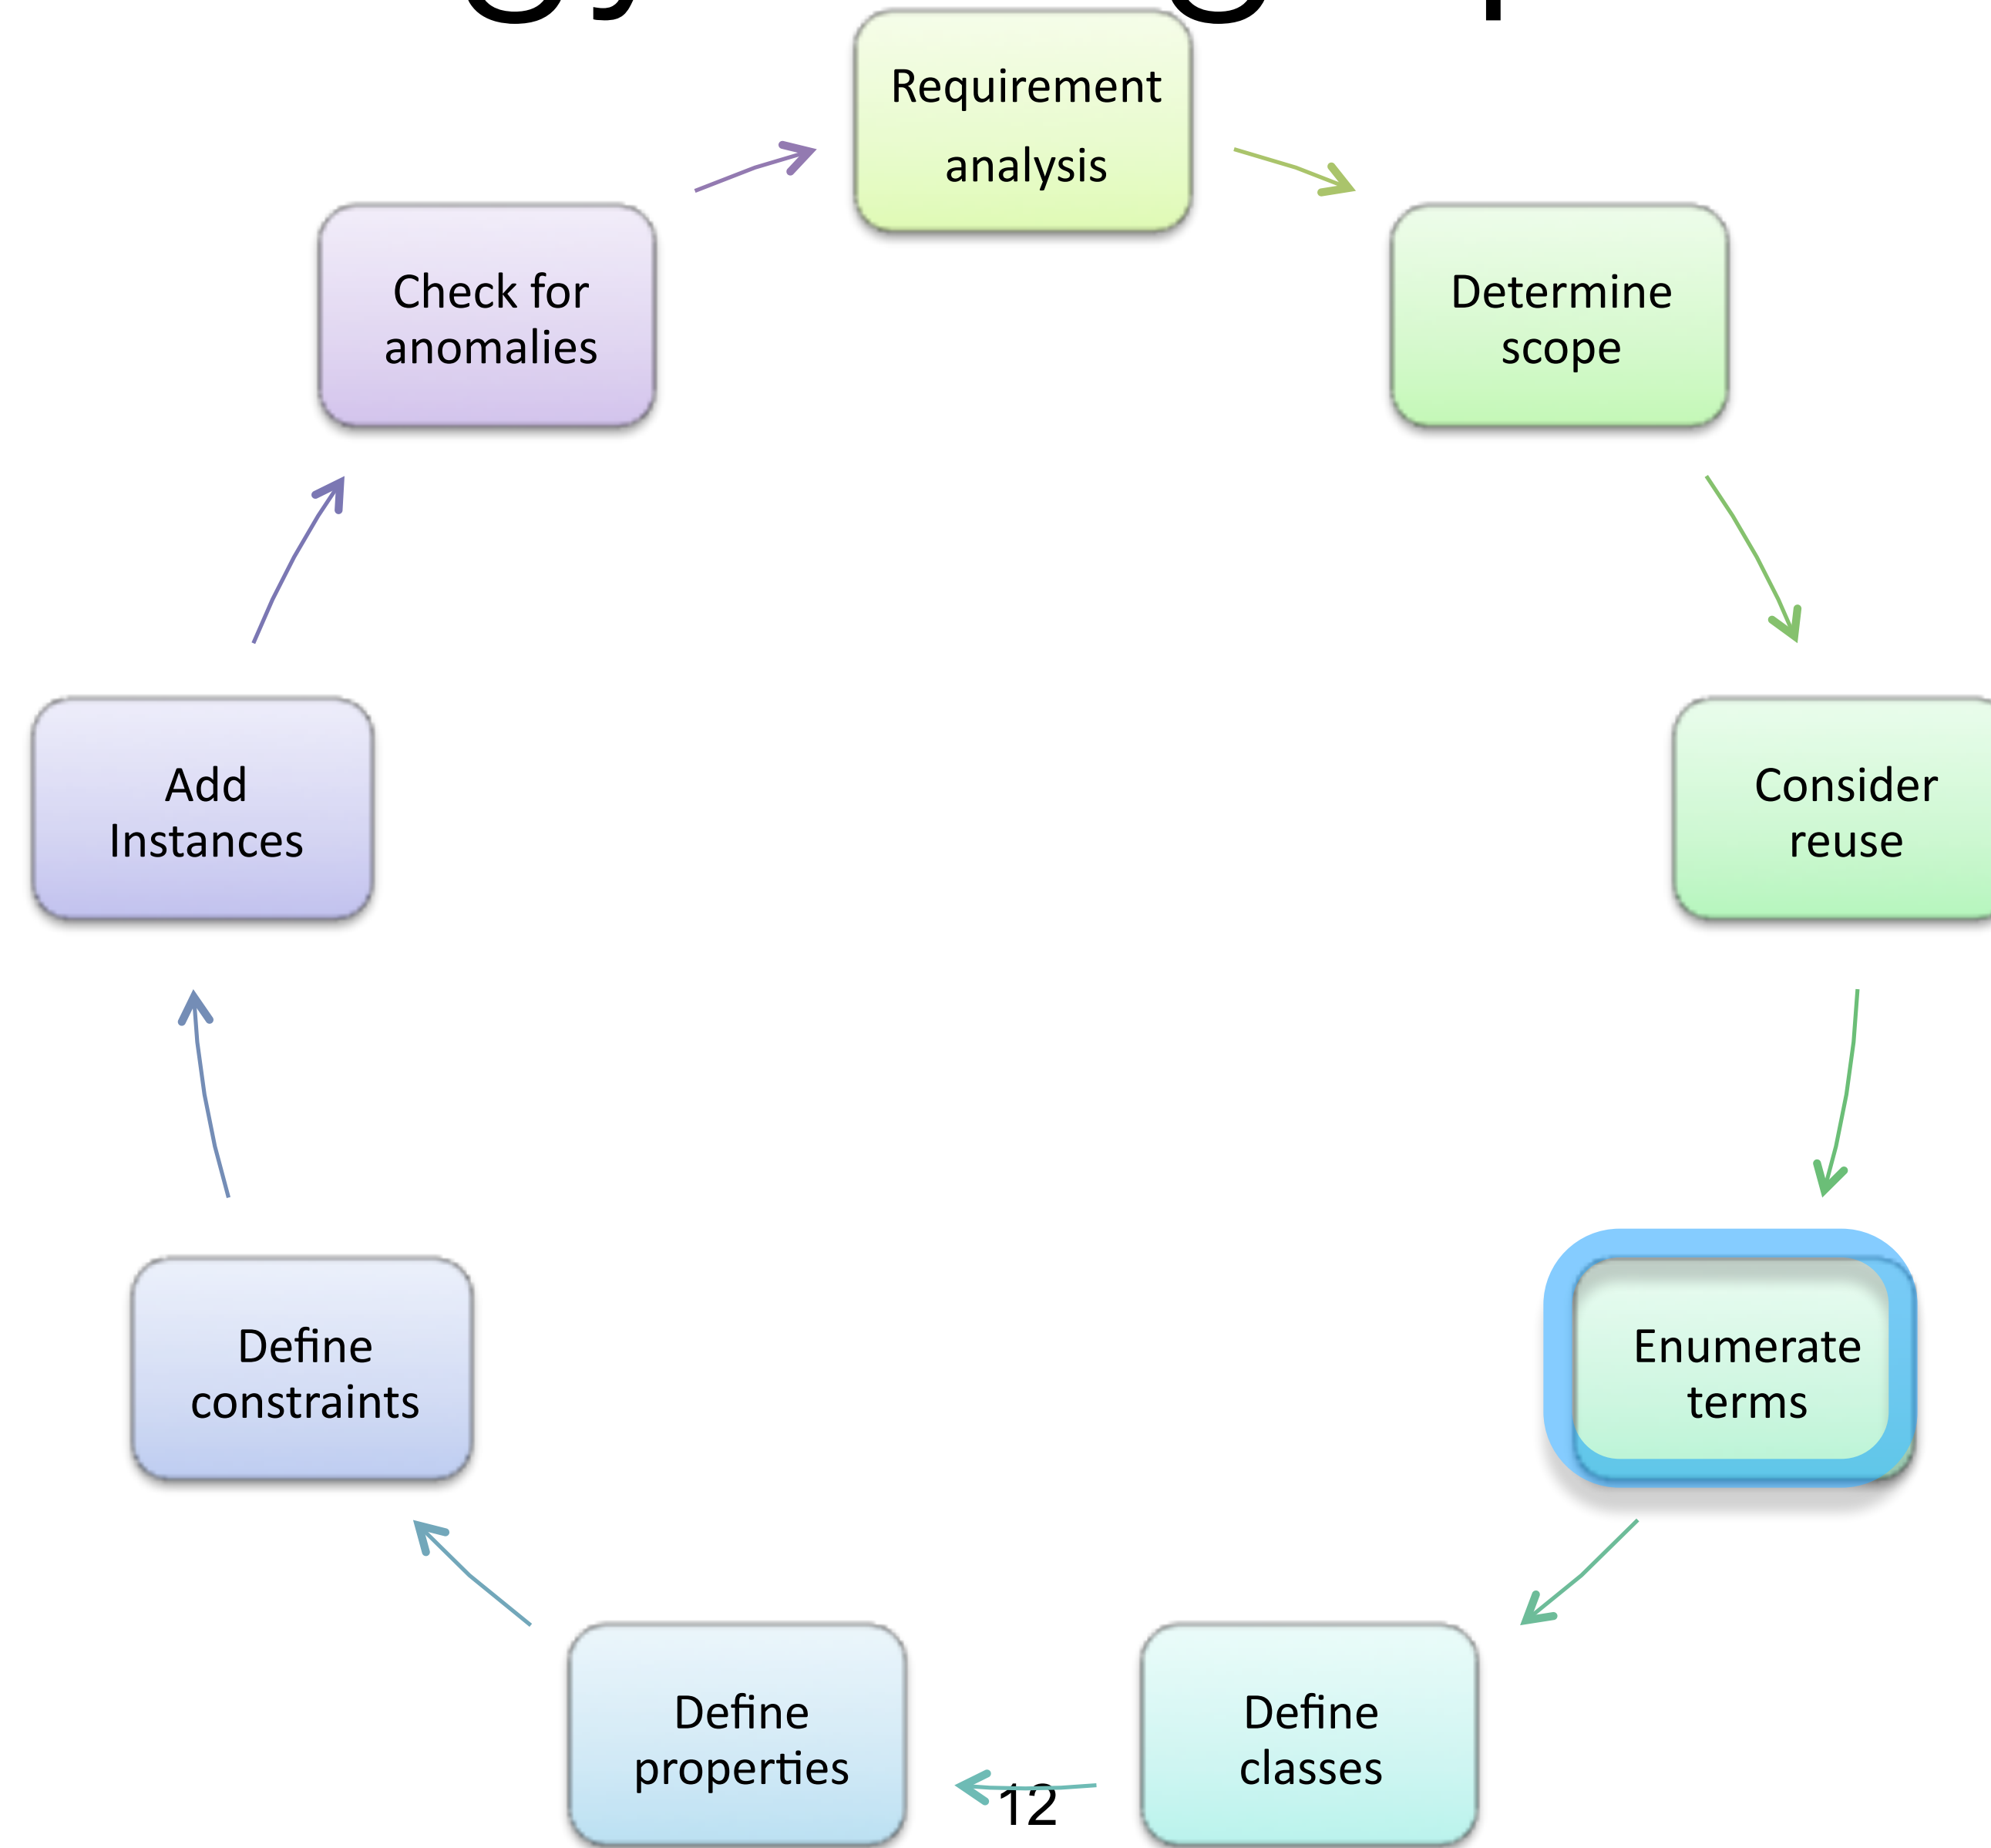 Requirement
analysis
Determine
scope
Consider
reuse
Enumerate
terms
Define
classes
Define
properties
Define
constraints
Add
Instances
Check for
anomalies
12